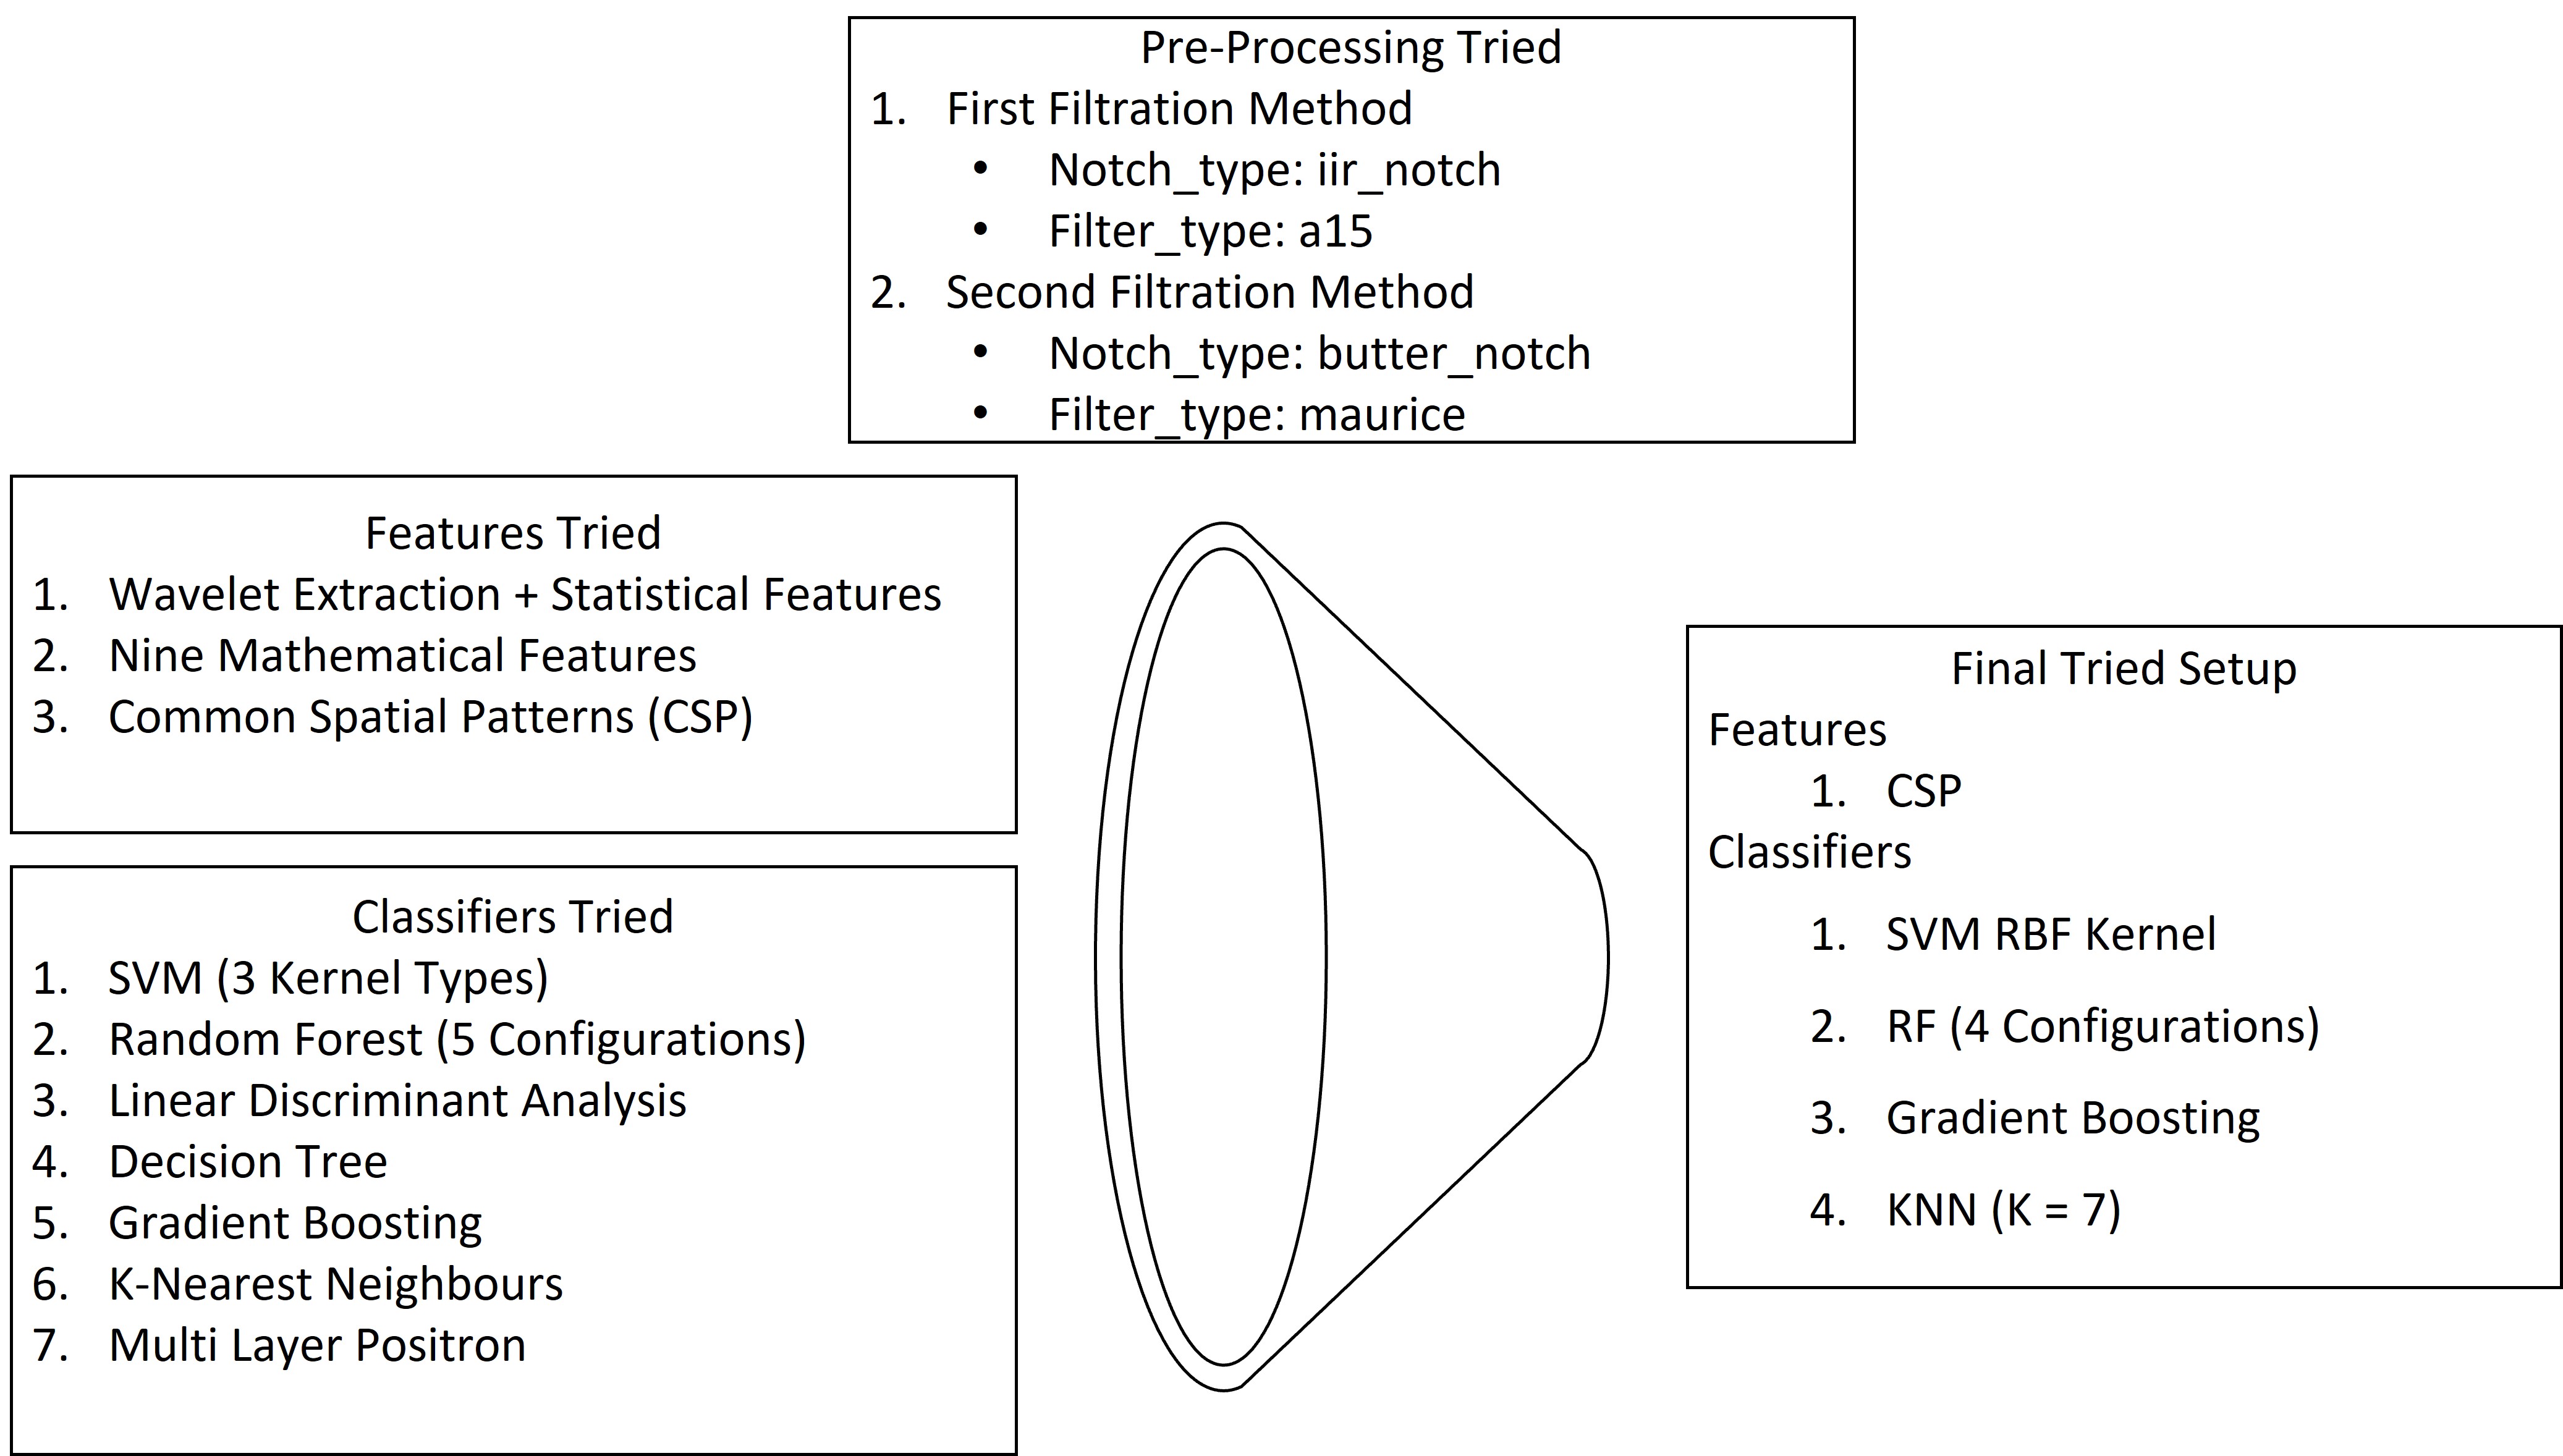 Pre-Processing Tried
1. First Filtration Method
• Notch_type: iir_notch
• Filter_type: a15
2. Second Filtration Method
• Notch_type: butter_notch
• Filter_type: maurice
Features Tried
1. Wavelet Extraction + Statistical Features
2. Nine Mathematical Features
3. Common Spatial Patterns (CSP)
Classifiers Tried
1. SVM (3 Kernel Types)
2. Random Forest (5 Configurations)
3. Linear Discriminant Analysis
4. Decision Tree
5. Gradient Boosting
6. K-Nearest Neighbours
7. Multi Layer Positron
Final Tried Setup
Features
1. CSP
Classifiers
1. SVM RBF Kernel
2. RF (4 Configurations)
3. Gradient Boosting
4. KNN (K = 7)